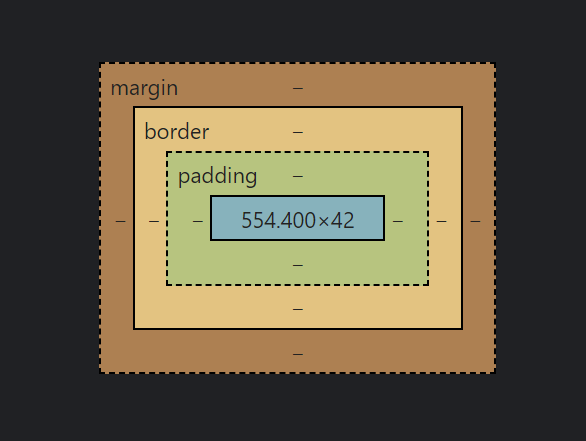 margin –
border –
padding –
– – – 554.400×42 – – –
–
–
–